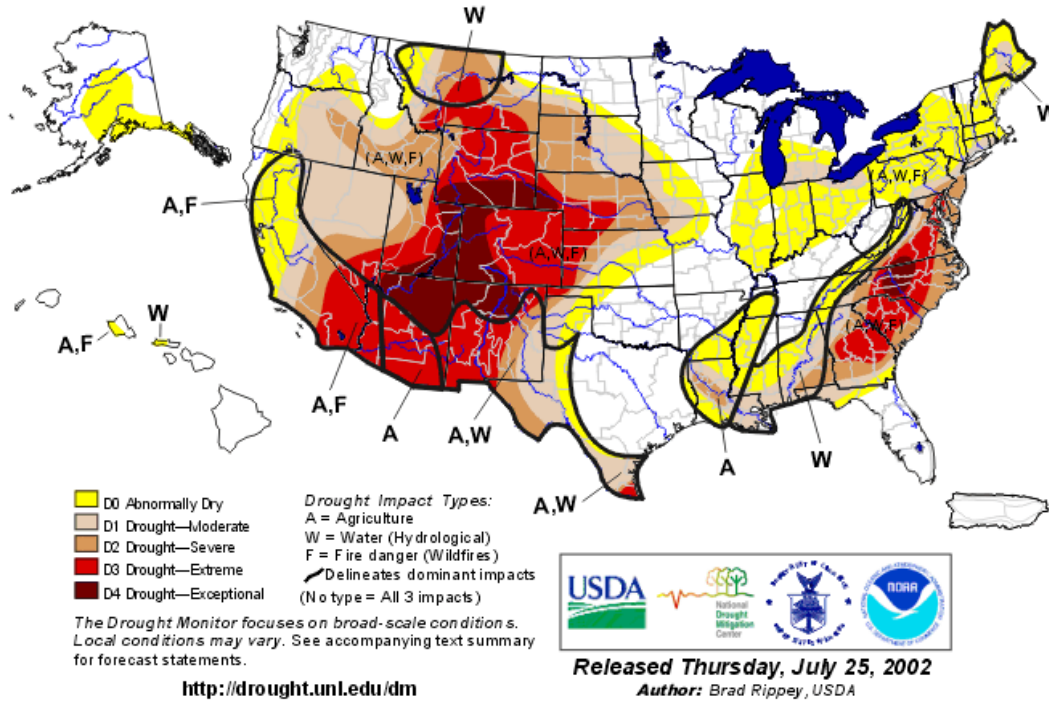 W
W
(A,W,F)
(A,W,F)
A,F
(A,W,F)
W
A,F
(A,W,F)
A,F
A
A,W
W
A
A,W
D0 Abnormally Dry
D1 Drought—Moderate
D2 Drought—Severe
D3 Drought—Extreme
D4 Drought—Exceptional
Drought Impact Types:
A = Agriculture
W = Water (Hydrological)
F = Fire danger (Wildfires)
Delineates dominant impacts
(No type = All 3 impacts)
The Drought Monitor focuses on broad-scale conditions.
Local conditions may vary. See accompanying text summary
for forecast statements.
http://drought.unl.edu/dm
USDA
National
Drought
Mitigation
Center
NOAA
Released Thursday, July 25, 2002
Author: Brad Rippey, USDA